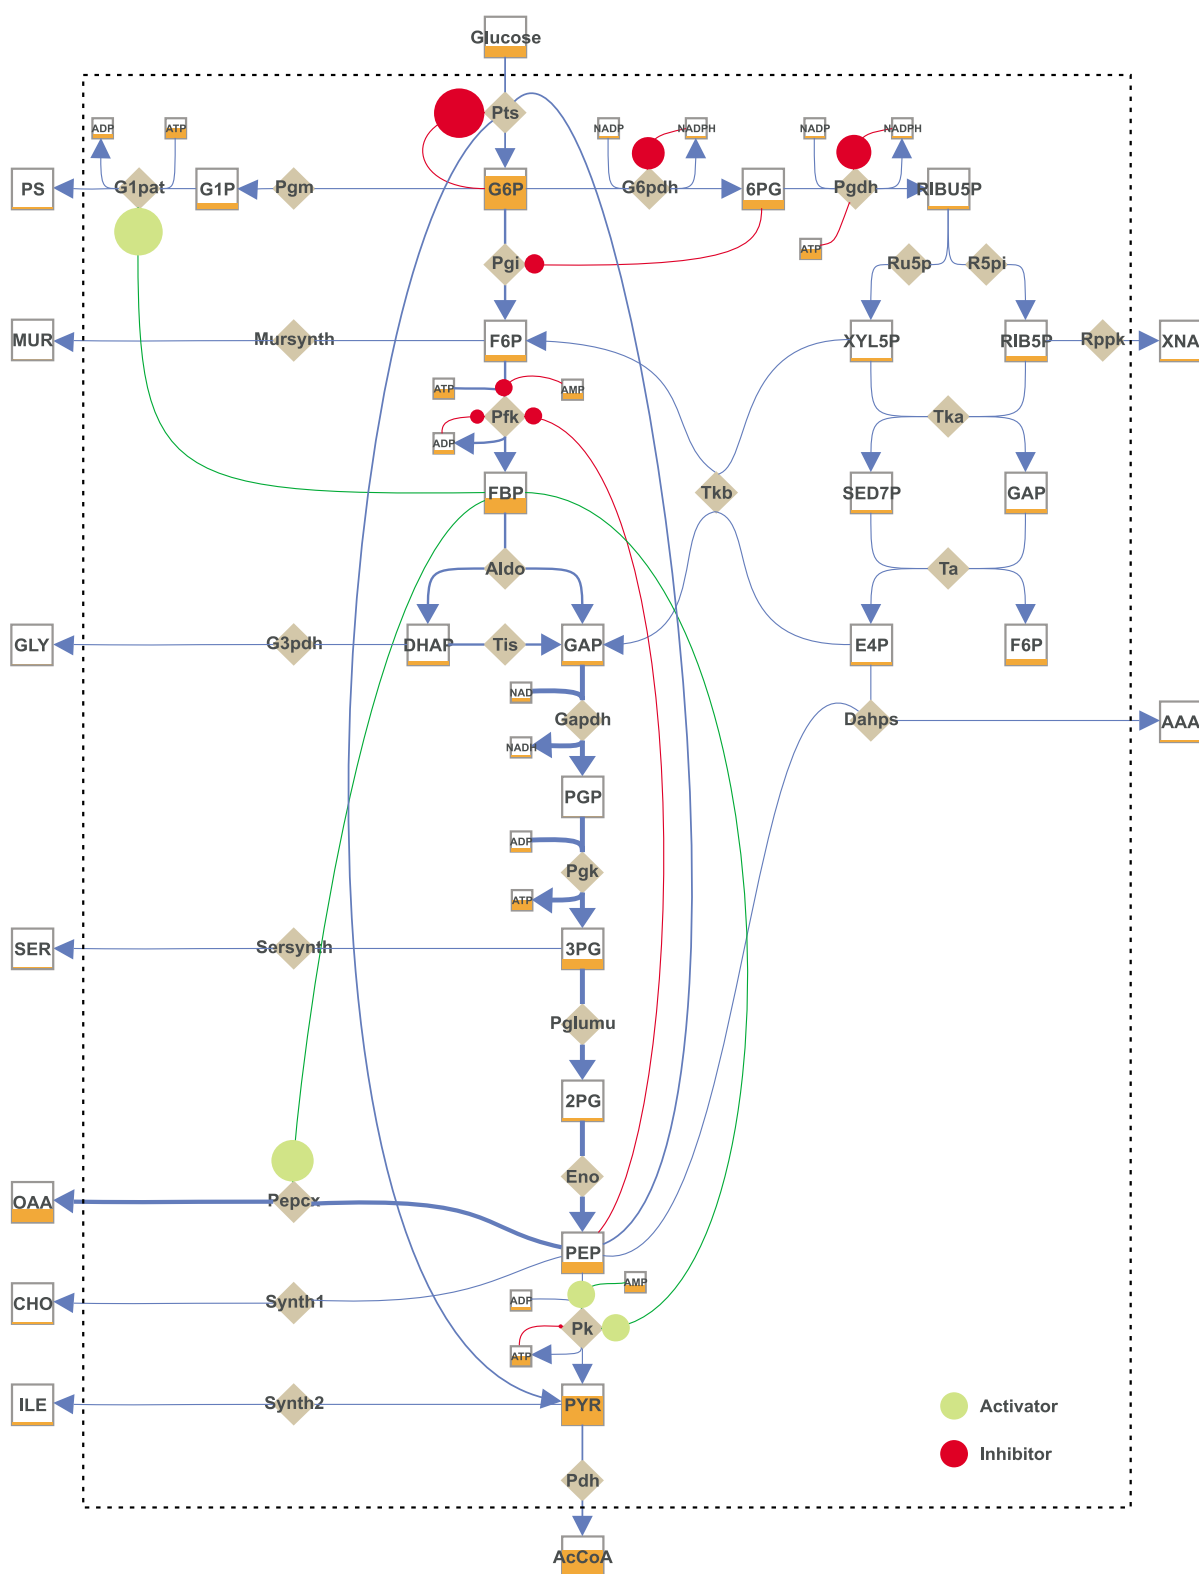 Glucose
Pts
ADP
ATP
NADP
NADPH
NADP
NADPH
PS
G1pat
G1P
Pgm
G6P
G6pdh
6PG
Pgdh
RIBU5P
ATP
Pgi
Ru5p
R5pi
MUR
Mursynth
F6P
XYL5P
RIB5P
Rppk
XNA
ATP
AMP
Pfk
Tka
ADP
FBP
Tkb
SED7P
GAP
Aldo
Ta
GLY
G3pdh
DHAP
Tis
GAP
E4P
F6P
NAD
Gapdh
Dahps
AAA
NADH
PGP
ADP
Pgk
ATP
SER
Sersynth
3PG
Pglumu
2PG
Eno
OAA
Pepcx
PEP
AMP
CHO
Synth1
ADP
Pk
ATP
ILE
Synth2
PYR
Activator
Inhibitor
Pdh
AcCoA